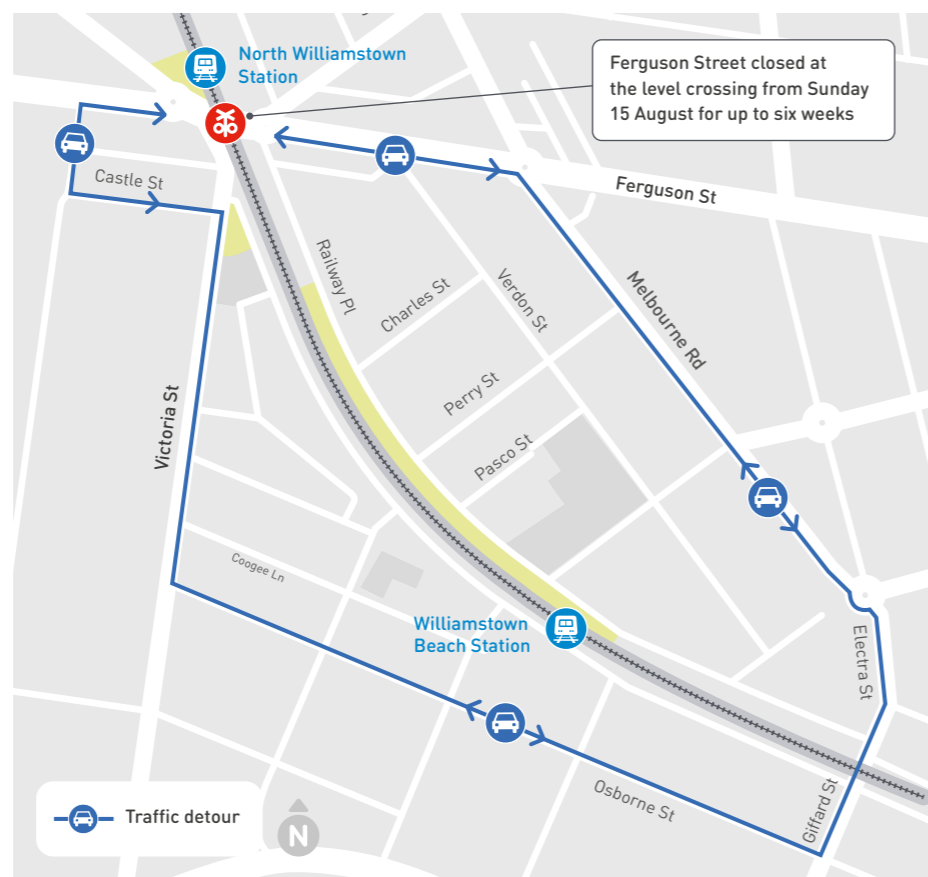 North Williamstown
Station
Ferguson Street closed at
the level crossing from Sunday
15 August for up to six weeks
Castle St
Ferguson St
Railway Pl
Charles St
Verdon St
Melbourne Rd
Perry St
Victoria St
Pasco St
Coogee Ln
Williamstown
Beach Station
Electra St
Osborne St
Giffard St
Traffic detour
N